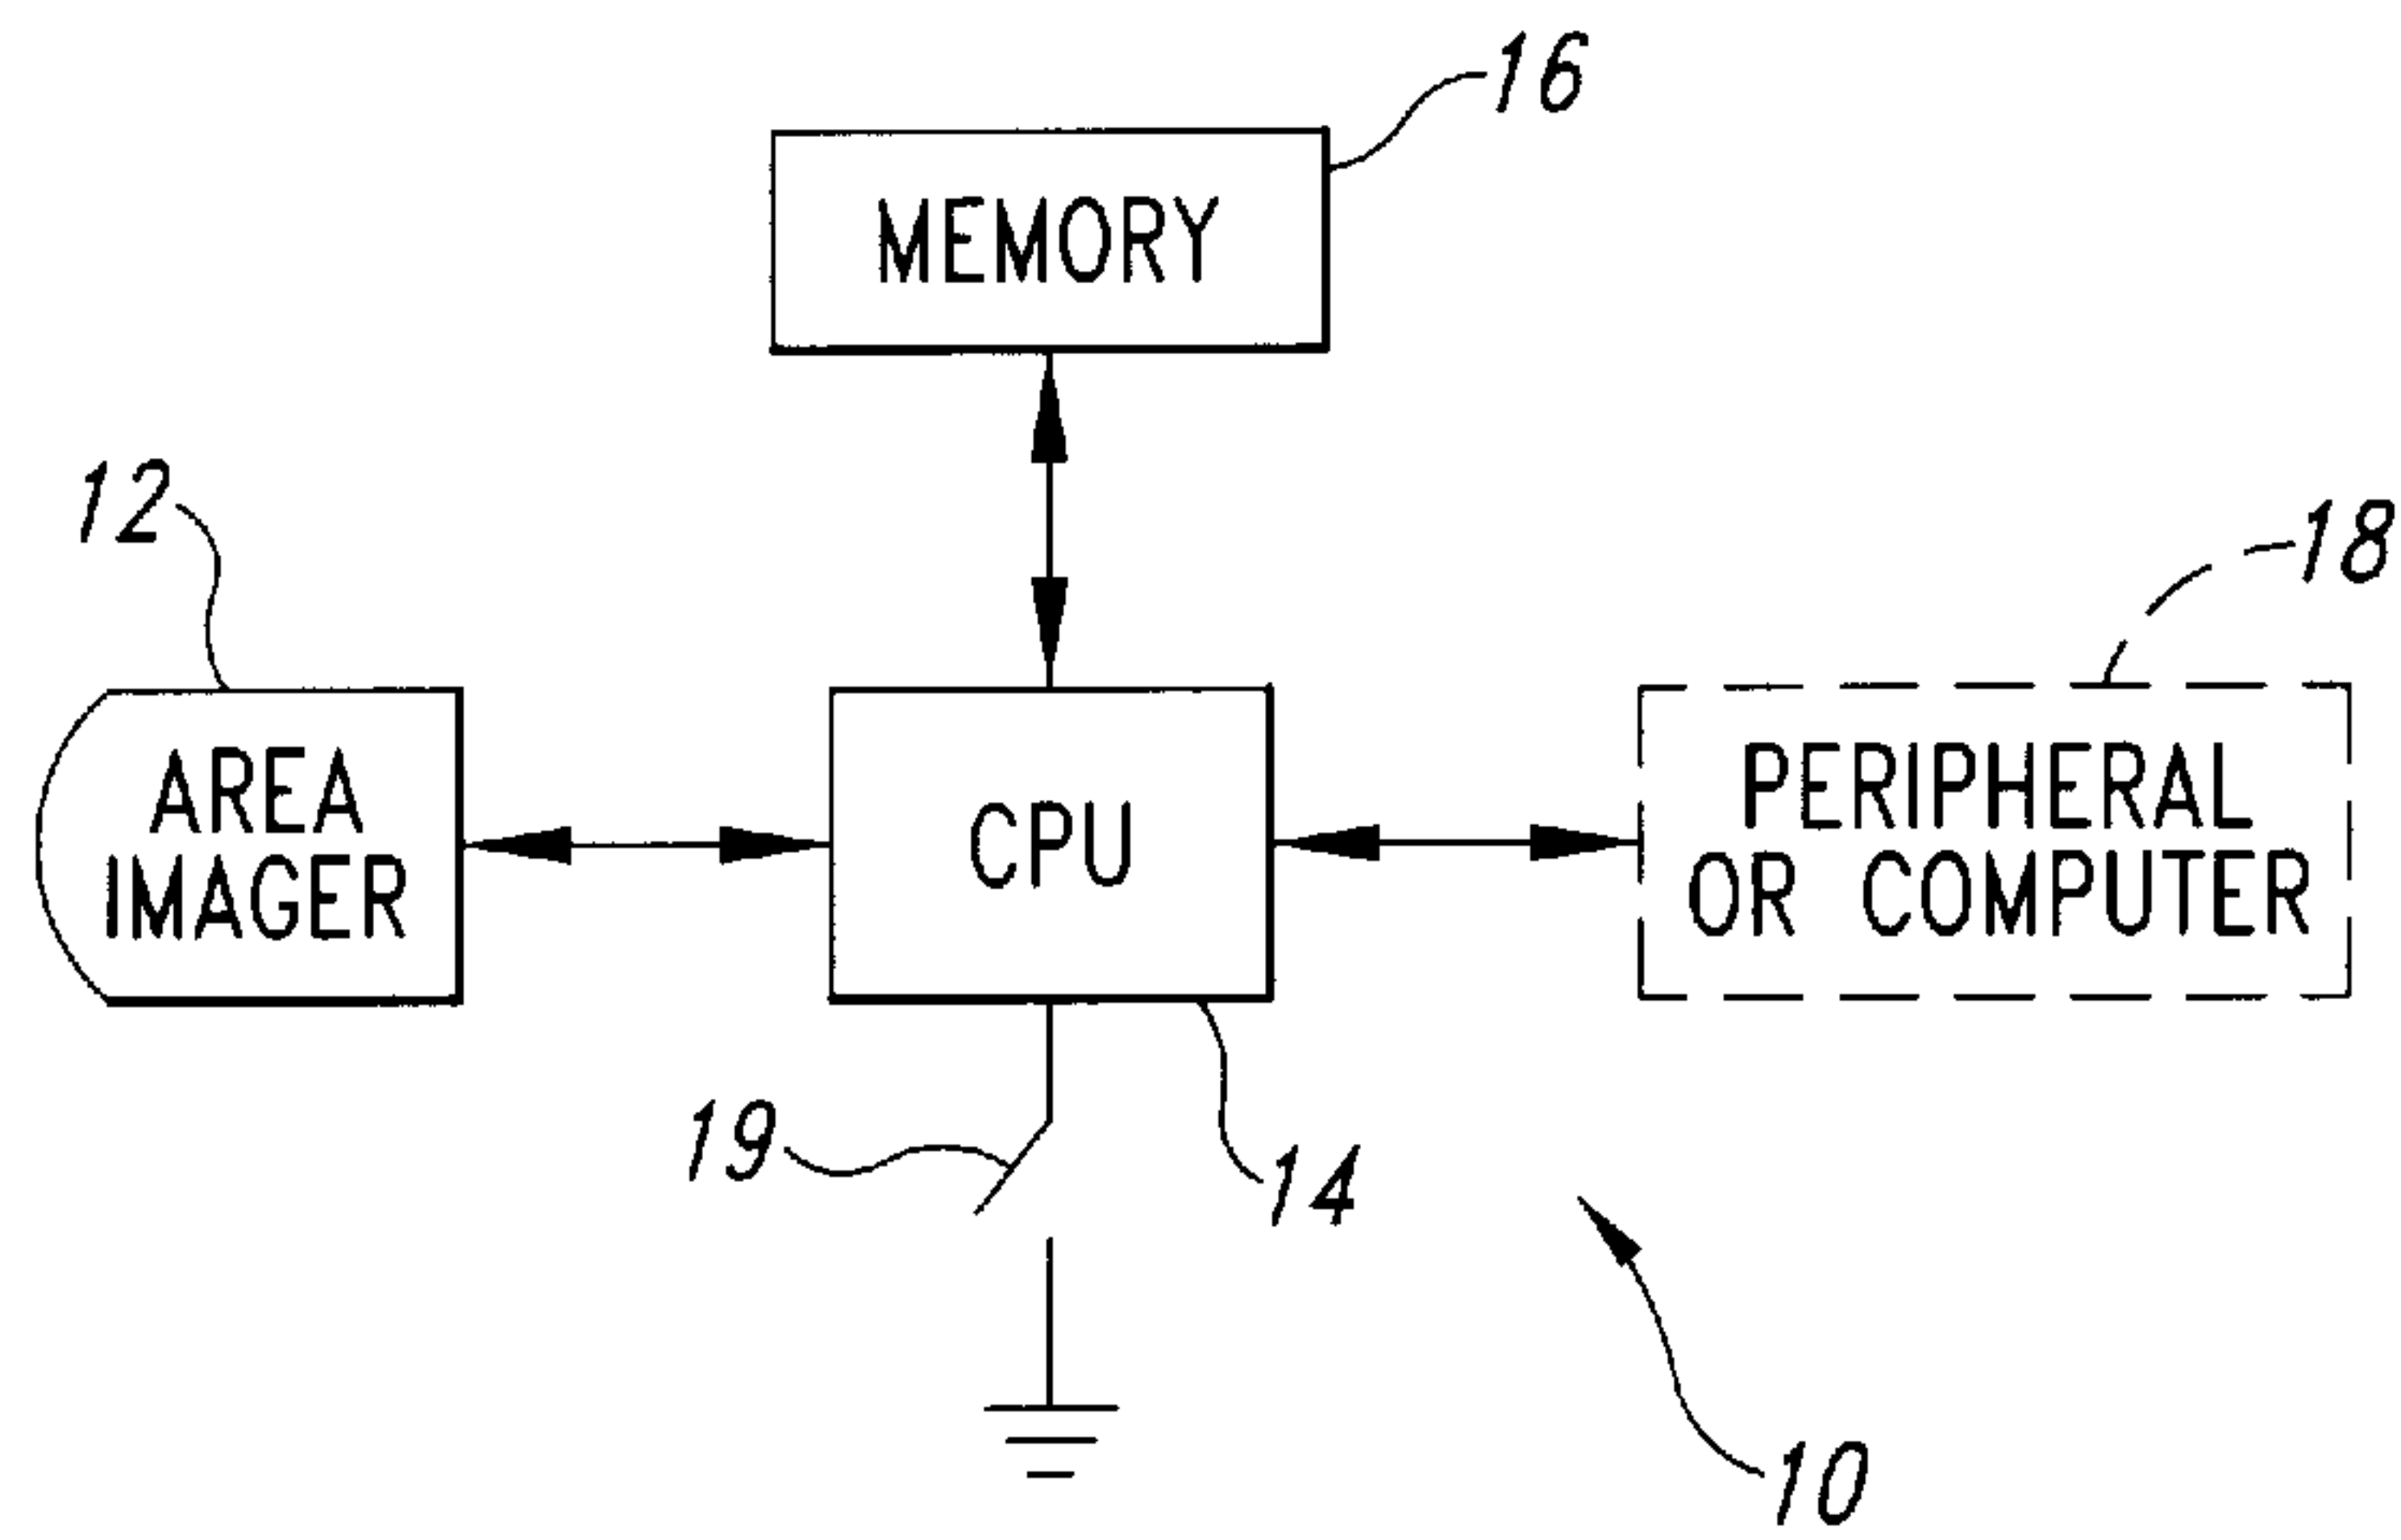 16
MEMORY
12
18
AREA
IMAGER
CPU
PERIPHERAL
OR COMPUTER
19
14
10